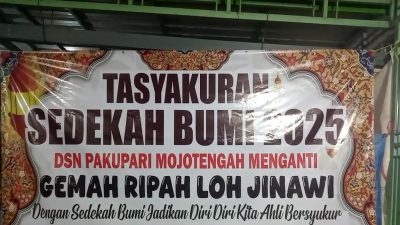 TASYAKURAN
SEDEKAH BUMI 2025
DSN PAKUPARI MOJOTENGAH MENGANTI
GEMAH RIPAH LOH JINAWI
Dengan Sedekah Bumi Jadikan Diri Diri Kita Ahli Bersyukur